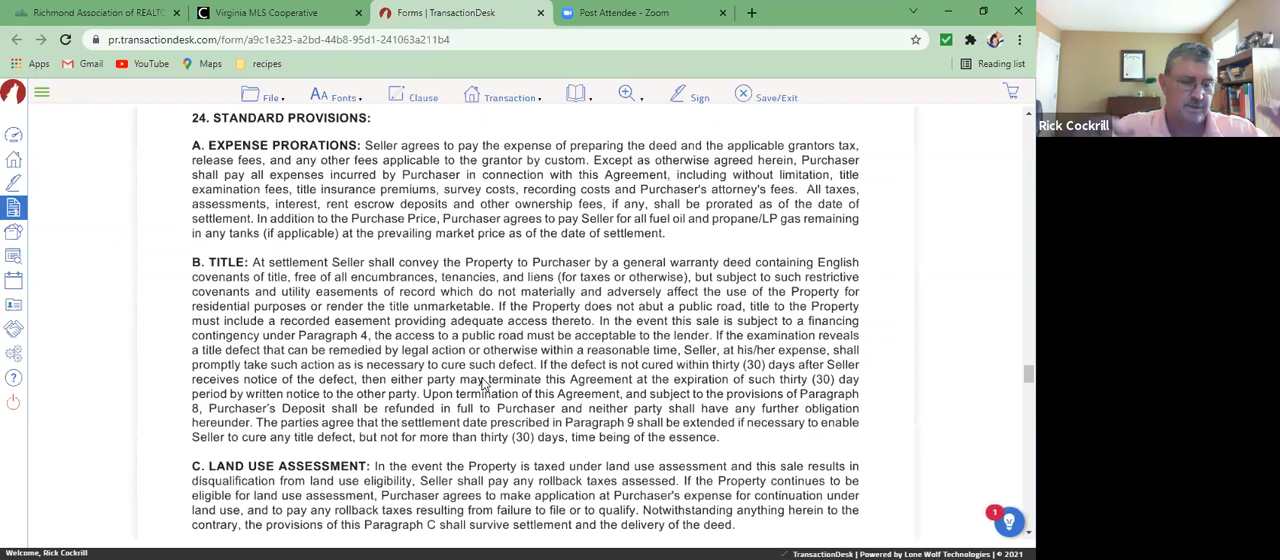 Richmond Association of REALTO
Virginia MLS Cooperative
Forms | TransactionDesk
Post Attendee - Zoom
pr.transactiondesk.com/form/a9c1e323-a2bd-44b8-95d1-241063a211b4
Apps
Gmail
YouTube
Maps
recipes
Reading list
File
Fonts
Clause
Transaction
Sign
Save/Exit
Rick Cockrill
24. STANDARD PROVISIONS:
A. EXPENSE PRORATIONS: Seller agrees to pay the expense of preparing the deed and the applicable grantors tax,
release fees, and any other fees applicable to the grantor by custom. Except as otherwise agreed herein, Purchaser
shall pay all expenses incurred by Purchaser in connection with this Agreement, including without limitation, title
examination fees, title insurance premiums, survey costs, recording costs and Purchaser's attorney's fees. All taxes,
assessments, interest, rent escrow deposits and other ownership fees, if any, shall be prorated as of the date of
settlement. In addition to the Purchase Price, Purchaser agrees to pay Seller for all fuel oil and propane/LP gas remaining
in any tanks (if applicable) at the prevailing market price as of the date of settlement.
B. TITLE: At settlement Seller shall convey the Property to Purchaser by a general warranty deed containing English
covenants of title, free of all encumbrances, tenancies, and liens (for taxes or otherwise), but subject to such restrictive
covenants and utility easements of record which do not materially and adversely affect the use of the Property for
residential purposes or render the title unmarketable. If the Property does not abut a public road, title to the Property
must include a recorded easement providing adequate access thereto. In the event this sale is subject to a financing
contingency under Paragraph 4, the access to a public road must be acceptable to the lender. If the examination reveals
a title defect that can be remedied by legal action or otherwise within a reasonable time, Seller, at his/her expense, shall
promptly take such action as is necessary to cure such defect. If the defect is not cured within thirty (30) days after Seller
receives notice of the defect, then either party may terminate this Agreement at the expiration of such thirty (30) day
period by written notice to the other party. Upon termination of this Agreement, and subject to the provisions of Paragraph
8, Purchaser's Deposit shall be refunded in full to Purchaser and neither party shall have any further obligation
hereunder. The parties agree that the settlement date prescribed in Paragraph 9 shall be extended if necessary to enable
Seller to cure any title defect, but not for more than thirty (30) days, time being of the essence.
C. LAND USE ASSESSMENT: In the event the Property is taxed under land use assessment and this sale results in
disqualification from land use eligibility, Seller shall pay any rollback taxes assessed. If the Property continues to be
eligible for land use assessment, Purchaser agrees to make application at Purchaser's expense for continuation under
land use, and to pay any rollback taxes resulting from failure to file or to qualify. Notwithstanding anything herein to the
contrary, the provisions of this Paragraph C shall survive settlement and the delivery of the deed.
1
Welcome, Rick Cockrill
TransactionDesk | Powered by Lone Wolf Technologies | © 2021